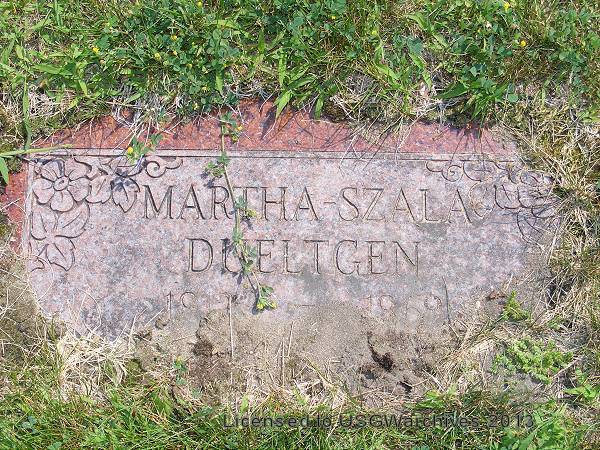 MARTHA-SZALA
DUELTGEN
Licensed to USGWarchives 2013